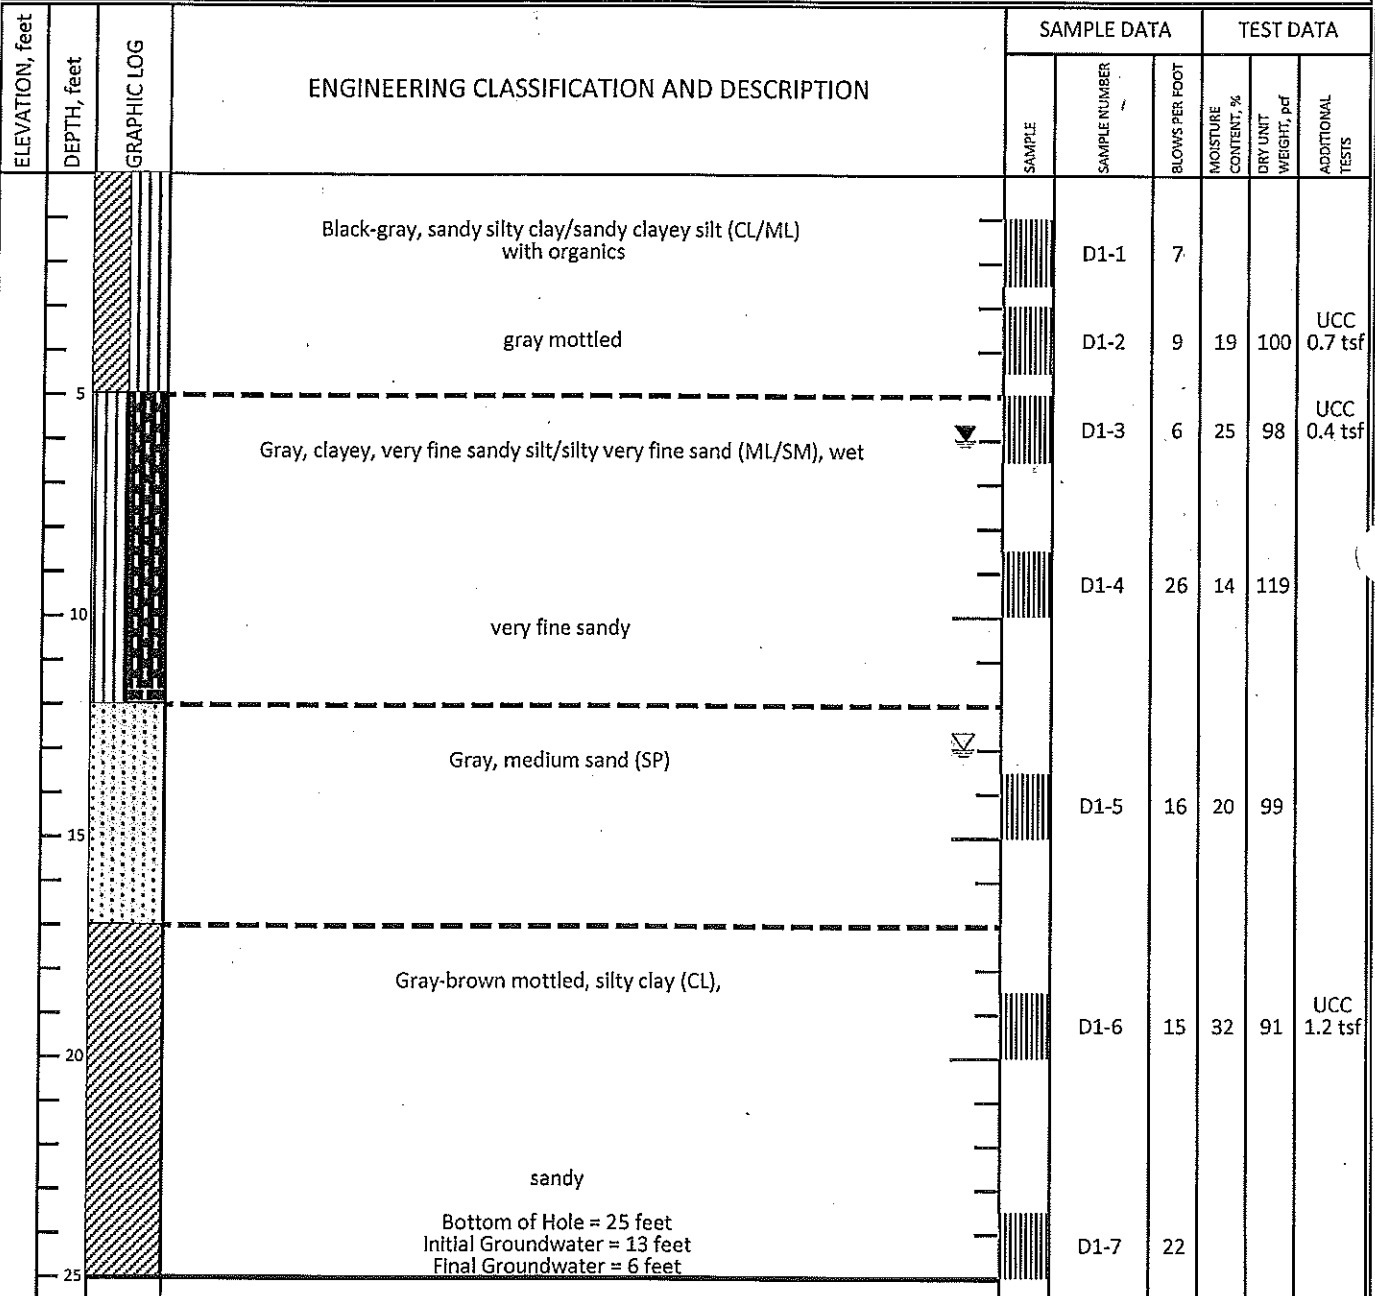 ELEVATION, feet
DEPTH, feet
GRAPHIC LOG
ENGINEERING CLASSIFICATION AND DESCRIPTION
SAMPLE DATA
TEST DATA
SAMPLE
SAMPLE NUMBER
BLOWS PER FOOT
MOISTURE
CONTENT, %
DRY UNIT
WEIGHT, pcf
ADDITIONAL
TESTS
Black-gray, sandy silty clay/sandy clayey silt (CL/ML)
with organics
D1-1 7
gray mottled
D1-2 9 19 100 UCC
0.7 tsf
5
Gray, clayey, very fine sandy silt/silty very fine sand (ML/SM), wet
D1-3 6 25 98 UCC
0.4 tsf
D1-4 26 14 119
10
very fine sandy
Gray, medium sand (SP)
D1-5 16 20 99
15
Gray-brown mottled, silty clay (CL),
D1-6 15 32 91 UCC
1.2 tsf
20
sandy
Bottom of Hole = 25 feet
Initial Groundwater = 13 feet
Final Groundwater = 6 feet
D1-7 22
25